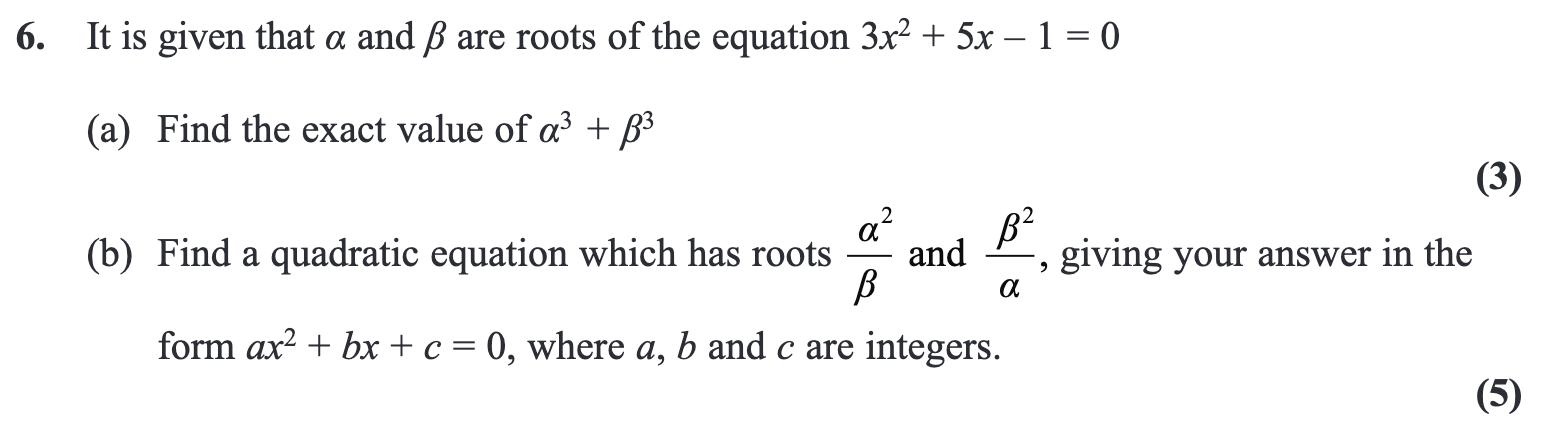 6. It is given that α and β are roots of the equation 3x² + 5x – 1 = 0
(a) Find the exact value of α³ + β³
(3)
(b) Find a quadratic equation which has roots α²/β and β²/α, giving your answer in the
form ax² + bx + c = 0, where a, b and c are integers.
(5)